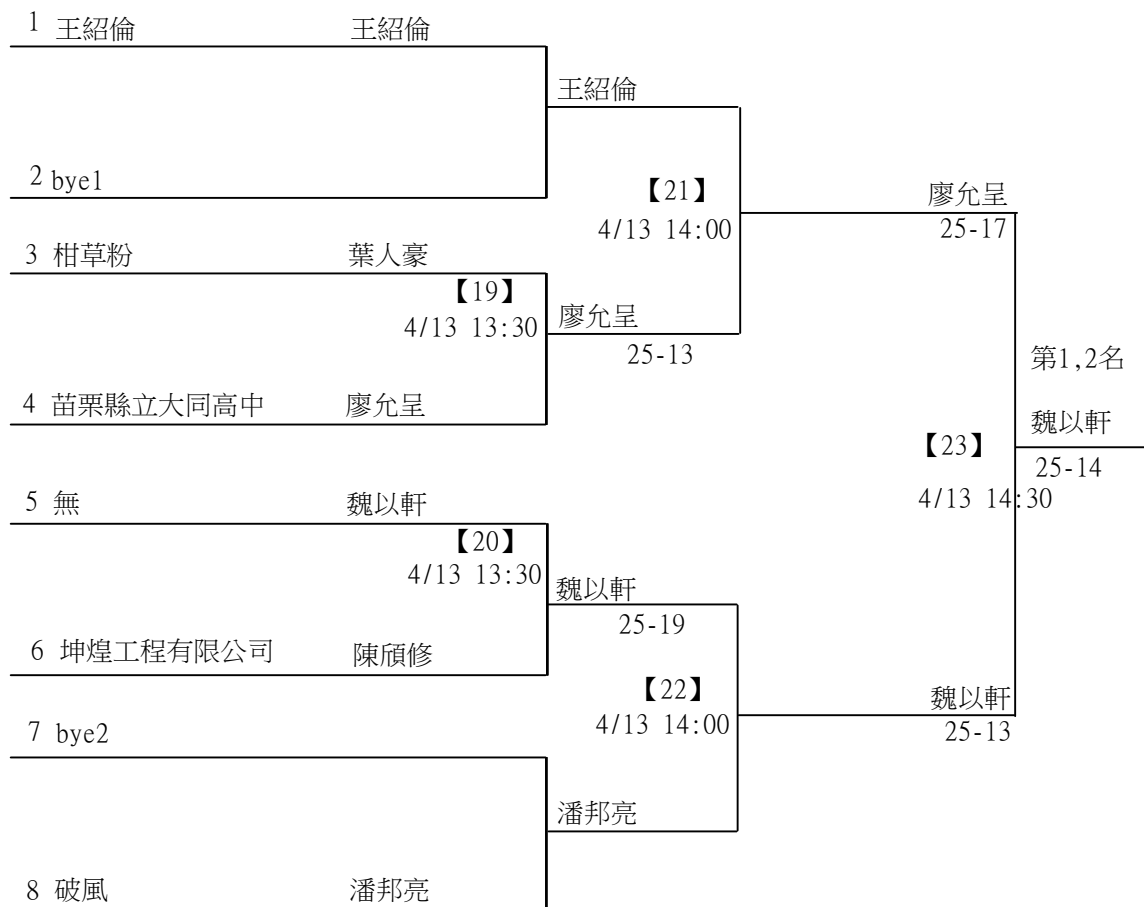 1 王紹倫 王紹倫
王紹倫
2 bye1
【21】
4/13 14:00
廖允呈
25-17
3 柑草粉 葉人豪
【19】
4/13 13:30
廖允呈
25-13
4 苗栗縣立大同高中 廖允呈
第1,2名
魏以軒
25-14
【23】
4/13 14:30
5 無 魏以軒
【20】
4/13 13:30
魏以軒
25-19
6 坤煌工程有限公司 陳頎修
【22】
4/13 14:00
魏以軒
25-13
7 bye2
潘邦亮
8 破風 潘邦亮